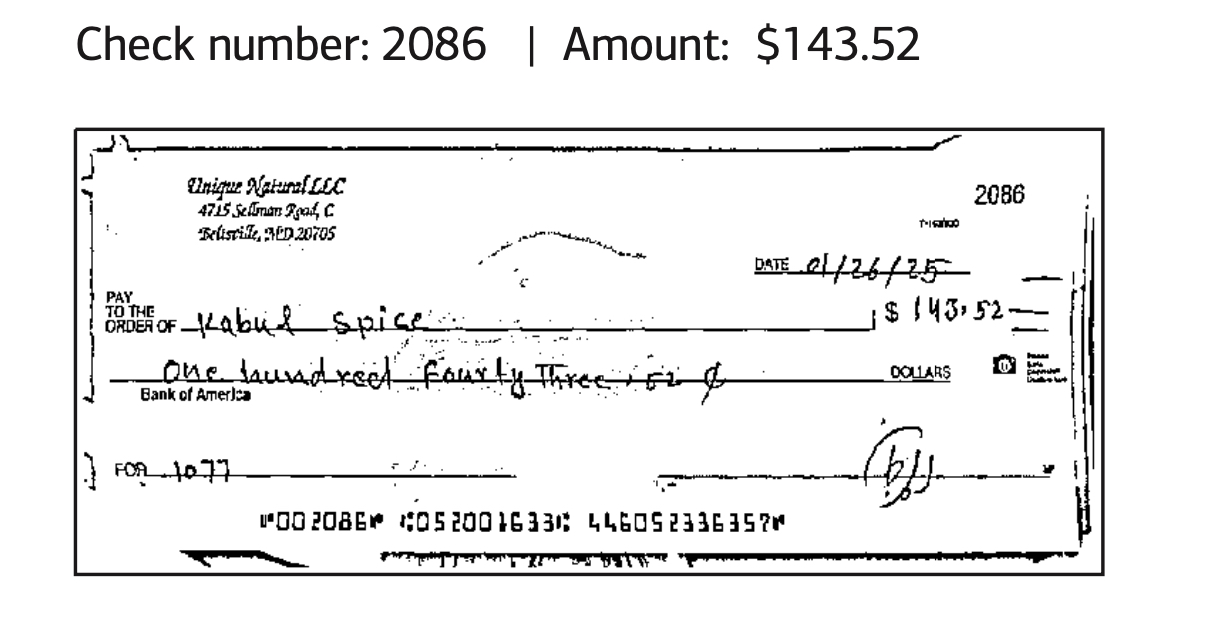 Check number: 2086 | Amount: $143.52
Unique Natural LLC
4715 Sellman Road, C
Beltsville, MD 20705
2086
DATE 01/26/25
PAY
TO THE
ORDER OF Kabul Spice
$ 143.52
One hundred Fourty Three . 52 ¢
DOLLARS
Bank of America
FOR 1077
⑈002086⑈ ⑆052001633⑆ 446052336357⑈